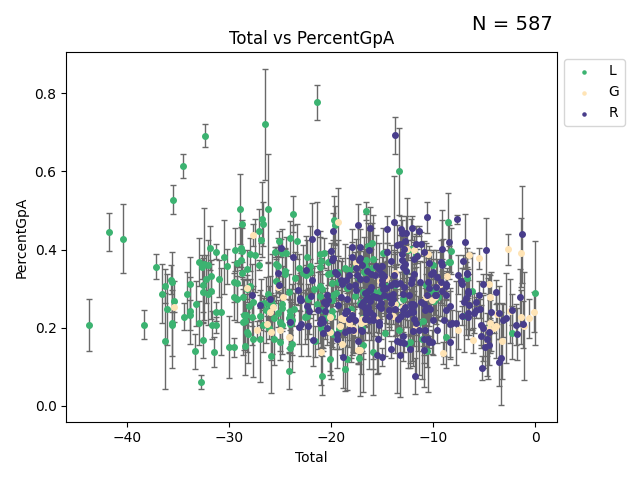 N = 587
Total vs PercentGpA
L
G
R
PercentGpA
0.8
0.6
0.4
0.2
0.0
−40
−30
−20
−10
0
Total